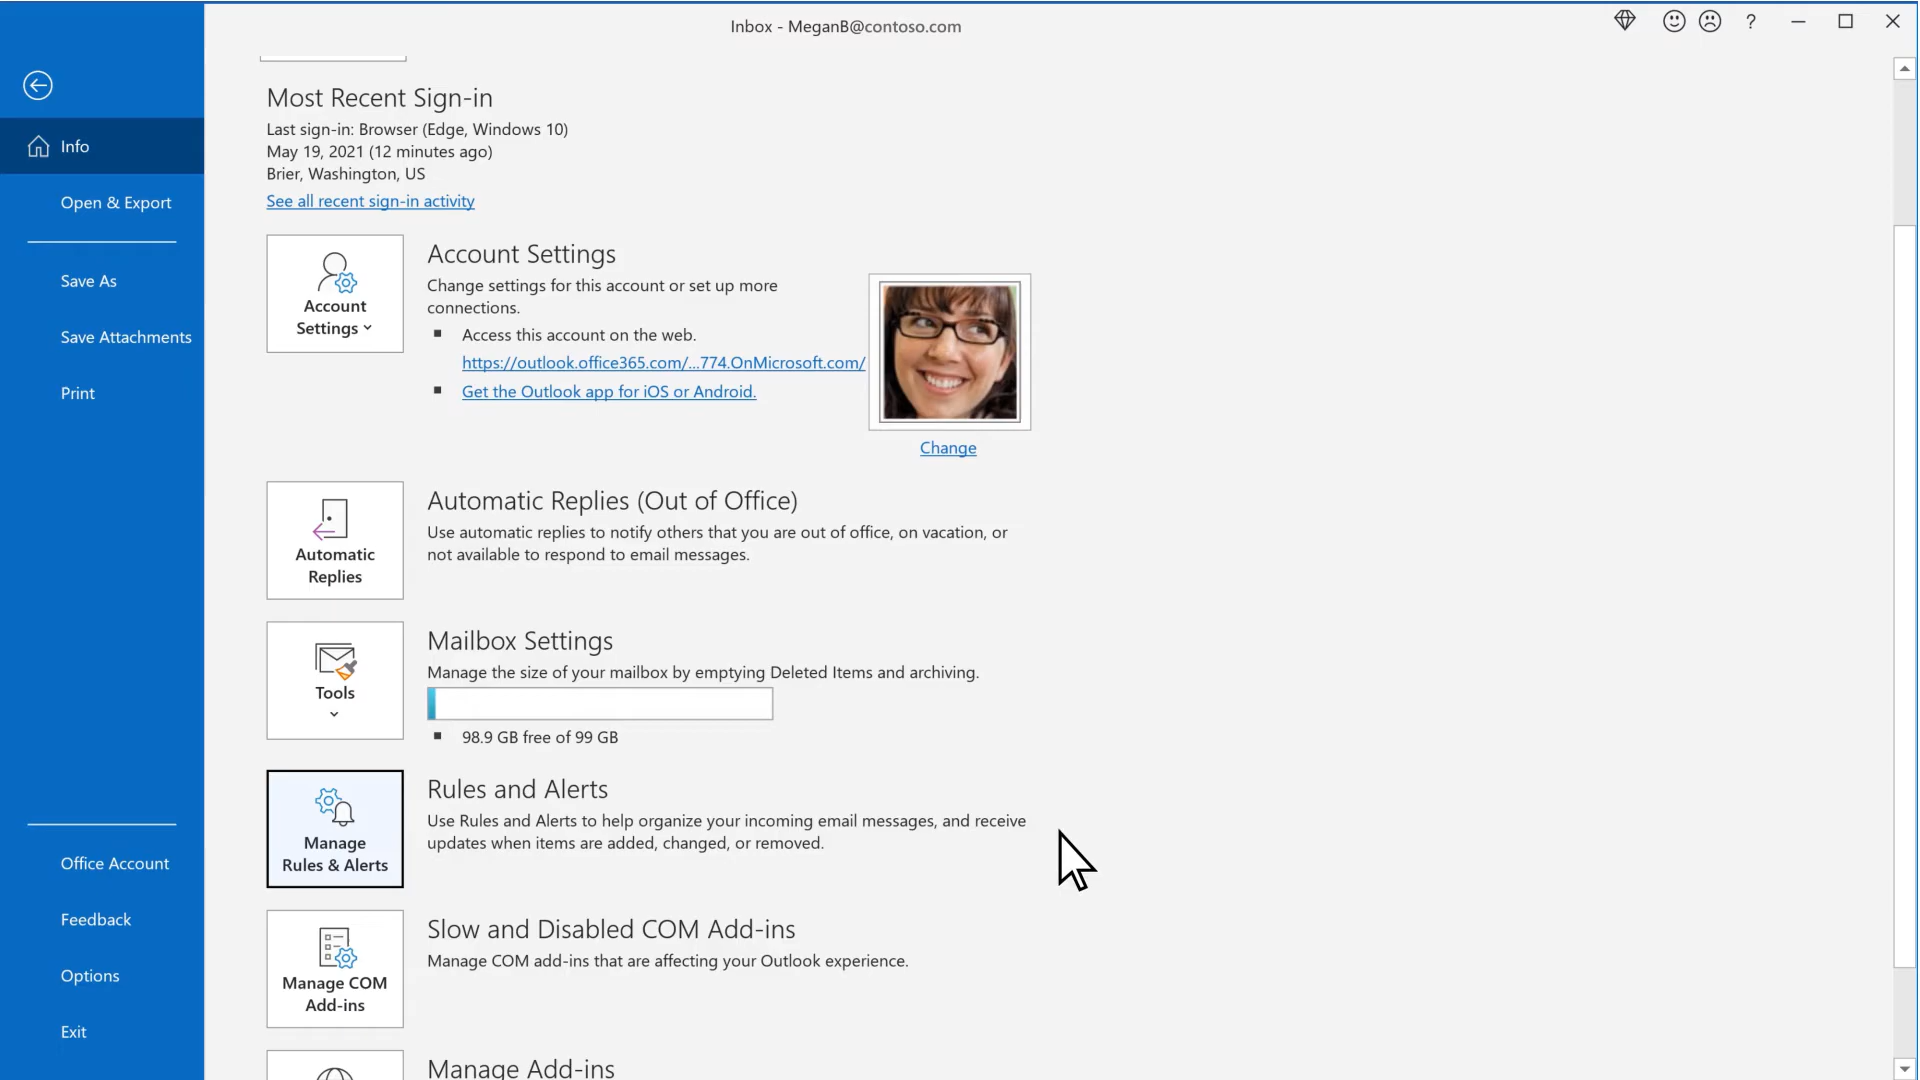 Inbox - MeganB@contoso.com
?
Info
Open & Export
Save As
Save Attachments
Print
Office Account
Feedback
Options
Exit
Most Recent Sign-in
Last sign-in: Browser (Edge, Windows 10)
May 19, 2021 (12 minutes ago)
Brier, Washington, US
See all recent sign-in activity
Account
Settings
Account Settings
Change settings for this account or set up more
connections.
Access this account on the web.
https://outlook.office365.com/...774.OnMicrosoft.com/
Get the Outlook app for iOS or Android.
Change
Automatic
Replies
Automatic Replies (Out of Office)
Use automatic replies to notify others that you are out of office, on vacation, or
not available to respond to email messages.
Tools
Mailbox Settings
Manage the size of your mailbox by emptying Deleted Items and archiving.
98.9 GB free of 99 GB
Manage
Rules & Alerts
Rules and Alerts
Use Rules and Alerts to help organize your incoming email messages, and receive
updates when items are added, changed, or removed.
Manage COM
Add-ins
Slow and Disabled COM Add-ins
Manage COM add-ins that are affecting your Outlook experience.
Manage Add-ins